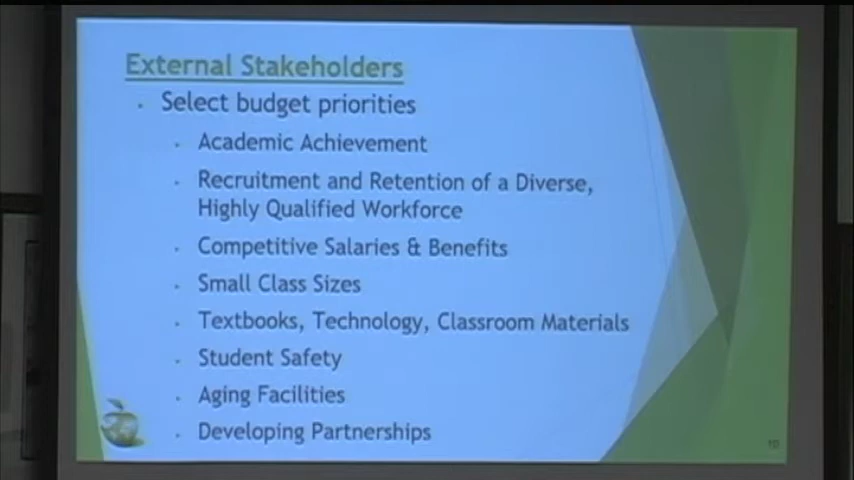 External Stakeholders
Select budget priorities
Academic Achievement
Recruitment and Retention of a Diverse,
Highly Qualified Workforce
Competitive Salaries & Benefits
Small Class Sizes
Textbooks, Technology, Classroom Materials
Student Safety
Aging Facilities
Developing Partnerships
10